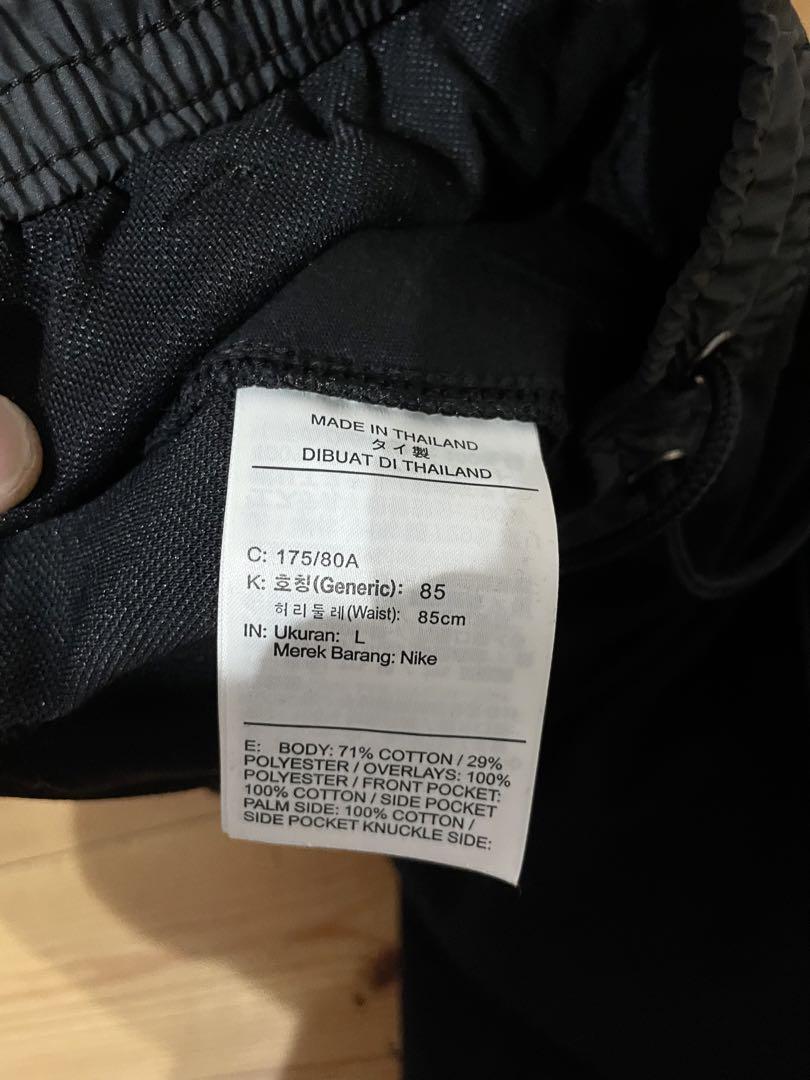 MADE IN THAILAND
タイ製
DIBUAT DI THAILAND
C: 175/80A
K: 호칭(Generic): 85
허리둘레(Waist): 85cm
IN: Ukuran: L
Merek Barang: Nike
E: BODY: 71% COTTON / 29%
POLYESTER / OVERLAYS: 100%
POLYESTER / FRONT POCKET:
100% COTTON / SIDE POCKET
PALM SIDE: 100% COTTON /
SIDE POCKET KNUCKLE SIDE: